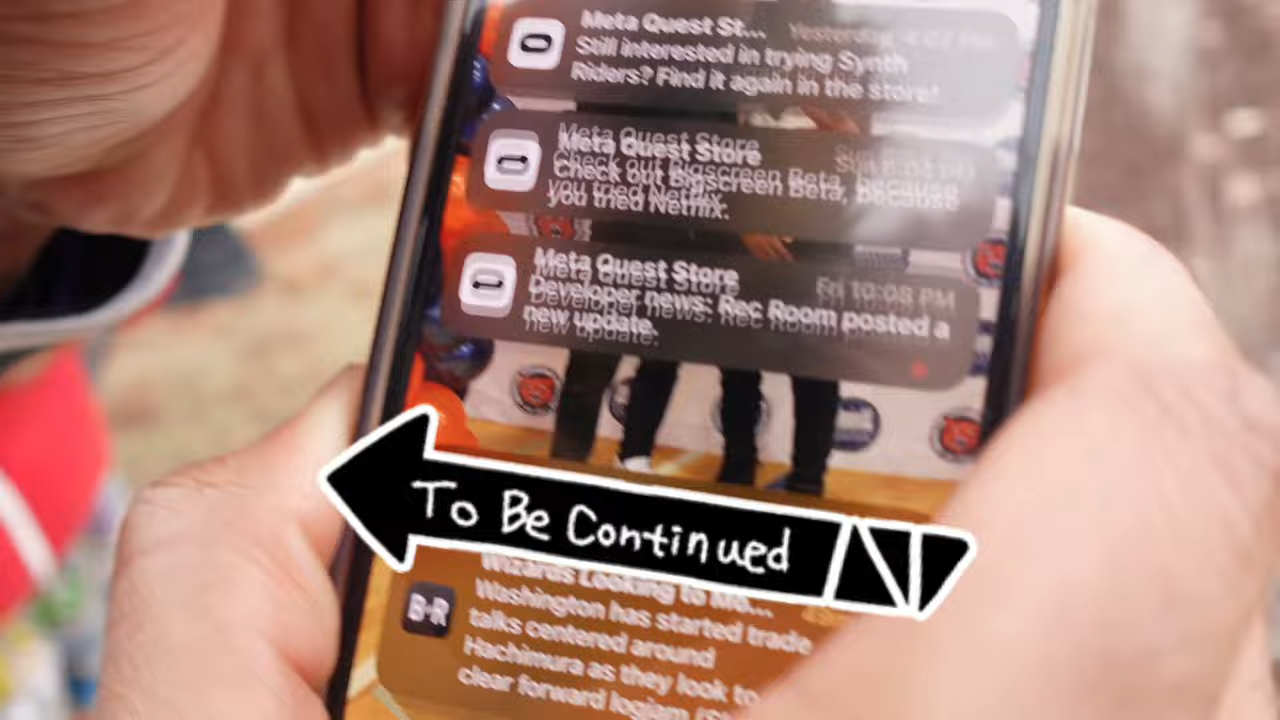 Meta Quest St...
Still interested in trying Synth
Riders? Find it again in the store!
Meta Quest Store
Check out Bigscreen Beta, because
you tried Netflix.
Meta Quest Store Fri 10:08 PM
Developer news: Rec Room posted a
new update.
To Be Continued
Wizards Looking to Mo...
B·R
Washington has started trade
talks centered around
Hachimura as they look to
clear forward logjam